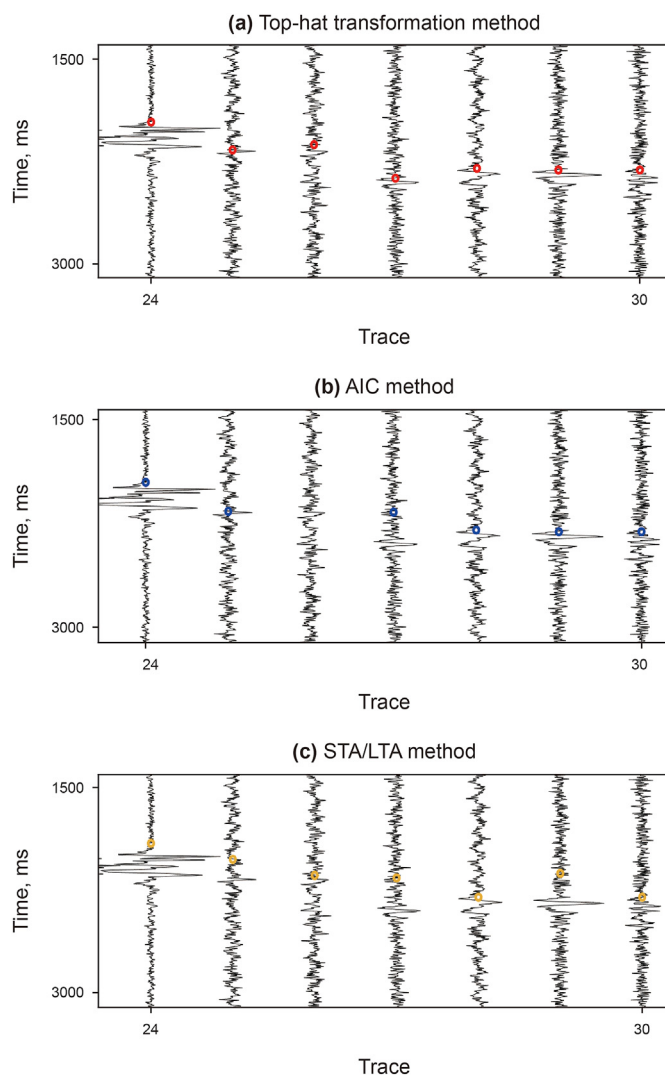 (a) Top-hat transformation method
1500
Time, ms
3000
24
30
Trace
(b) AIC method
1500
Time, ms
3000
24
30
Trace
(c) STA/LTA method
1500
Time, ms
3000
24
30
Trace